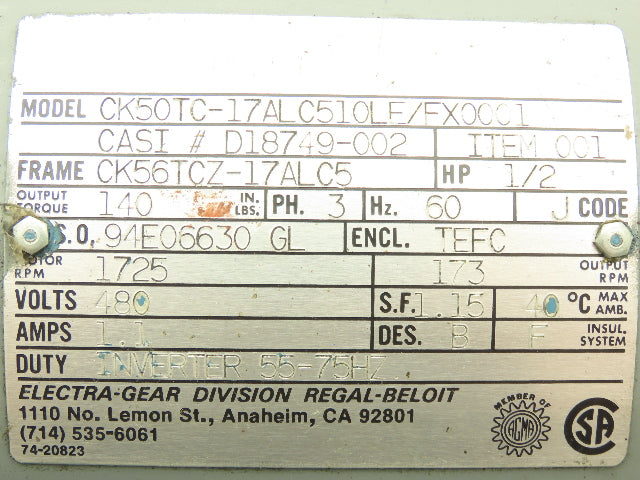 MODEL CK50TC-17ALC510LE/FX0001
CASI # D18749-002 ITEM 001
FRAME CK56TCZ-17ALC5 HP 1/2
OUTPUT TORQUE 140 IN. LBS. PH. 3 Hz. 60 J CODE
S.O. 94E06630 GL ENCL. TEFC
MOTOR RPM 1725 173 OUTPUT RPM
VOLTS 480 S.F. 1.15 40 °C MAX AMB.
AMPS 1.1 DES. B F INSUL. SYSTEM
DUTY INVERTER 55-75HZ
ELECTRA-GEAR DIVISION REGAL-BELOIT
1110 No. Lemon St., Anaheim, CA 92801
(714) 535-6061
74-20823
MEMBER OF
AGMA
SA